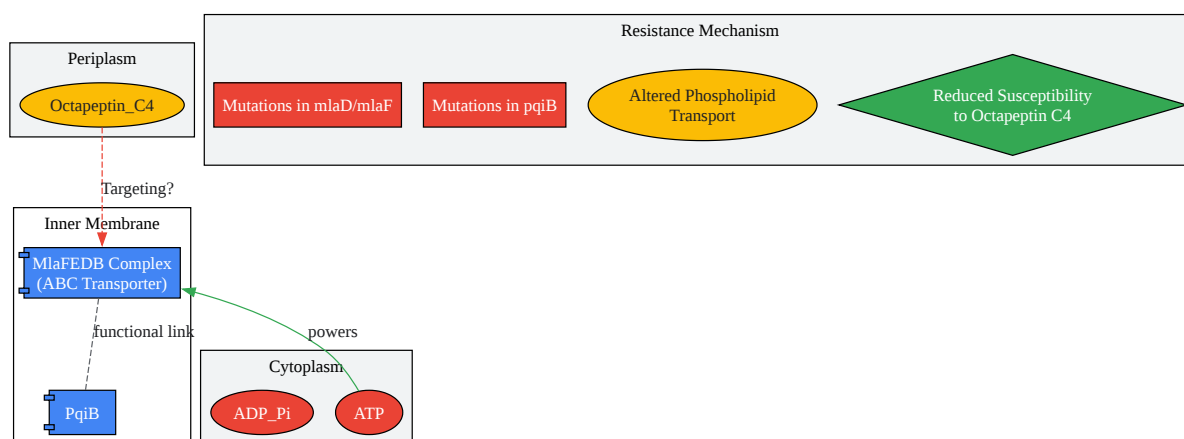 Resistance Mechanism
Periplasm
Octapeptin_C4
Mutations in mlaD/mlaF
Mutations in pqiB
Altered Phospholipid
Transport
Reduced Susceptibility
to Octapeptin C4
Targeting?
Inner Membrane
MlaFEDB Complex
(ABC Transporter)
functional link
powers
Cytoplasm
PqiB
ADP_Pi
ATP